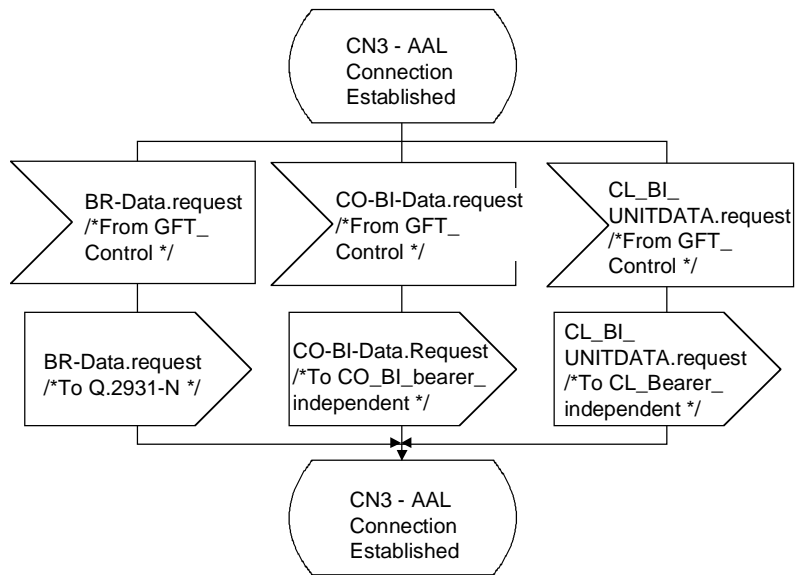 CN3 - AAL
Connection
Established
BR-Data.request
/*From GFT_
Control */
CO-BI-Data.request
/*From GFT_
Control */
CL_BI_
UNITDATA.request
/*From GFT_
Control */
BR-Data.request
/*To Q.2931-N */
CO-BI-Data.Request
/*To CO_BI_bearer_
independent */
CL_BI_
UNITDATA.request
/*To CL_Bearer_
independent */
CN3 - AAL
Connection
Established